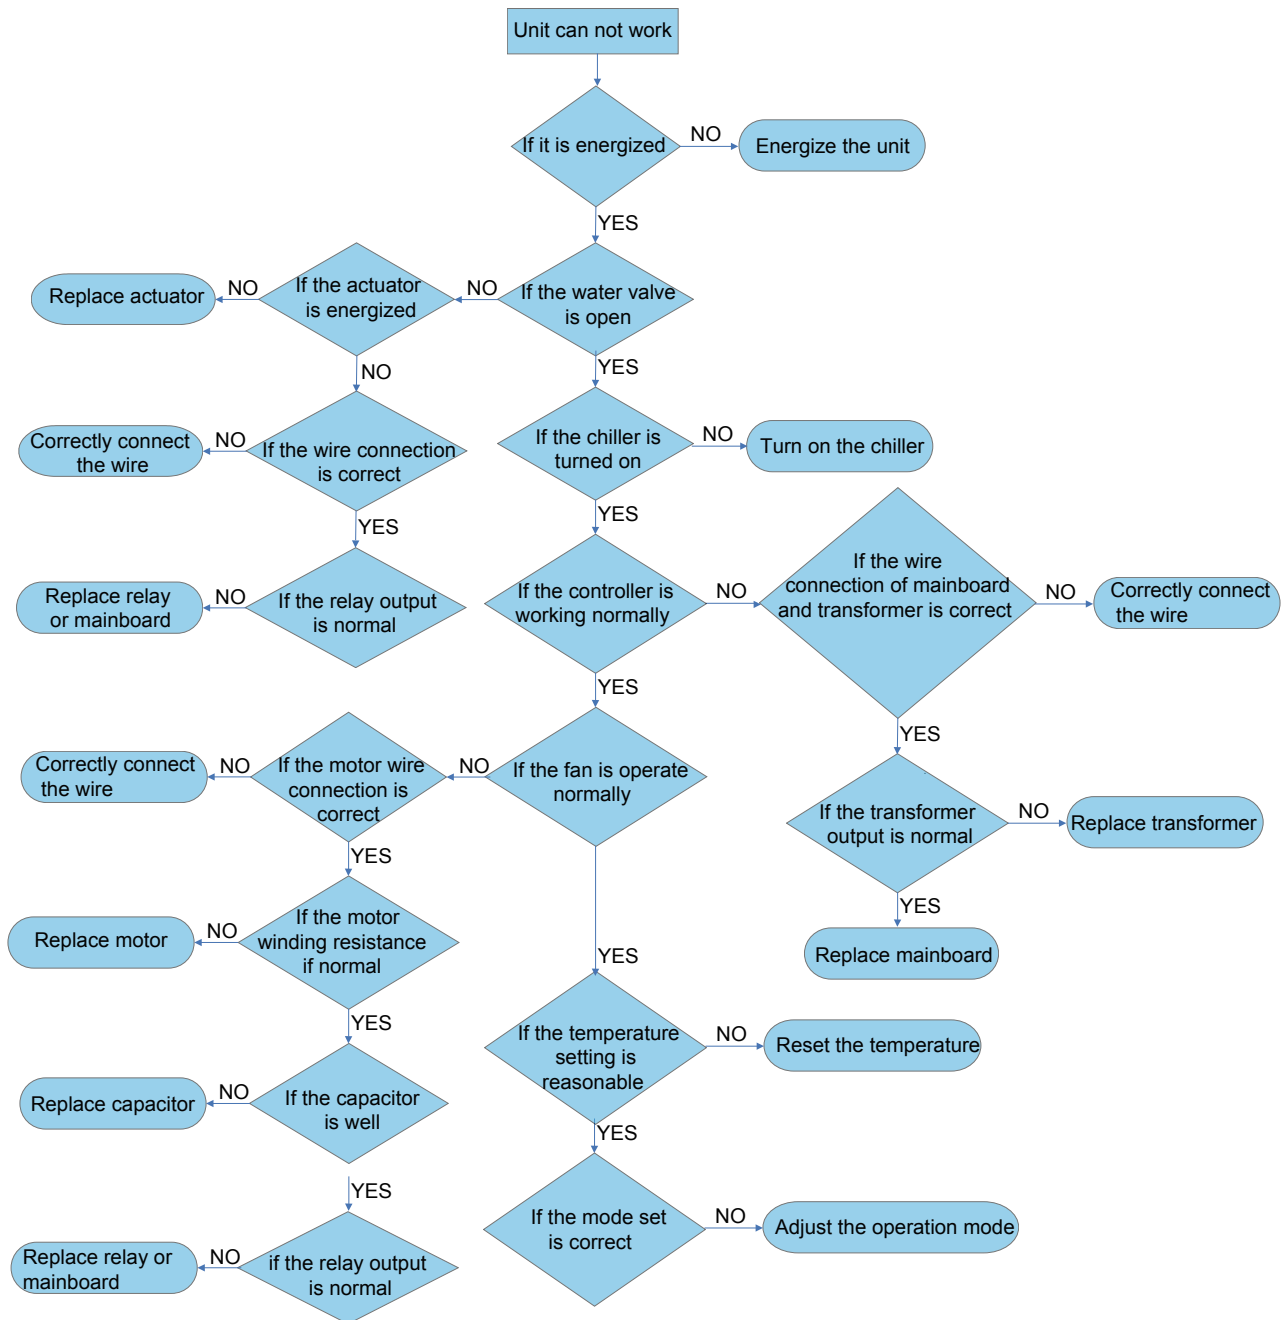 Unit can not work
If it is energized
NO
Energize the unit
YES
Replace actuator
NO
If the actuator
is energized
NO
If the water valve
is open
NO
YES
Correctly connect
the wire
NO
If the wire connection
is correct
If the chiller is
turned on
NO
Turn on the chiller
YES
YES
Replace relay
or mainboard
NO
If the relay output
is normal
If the controller is
working normally
NO
If the wire
connection of mainboard
and transformer is correct
NO
Correctly connect
the wire
YES
YES
Correctly connect
the wire
NO
If the motor wire
connection is
correct
NO
If the fan is operate
normally
If the transformer
output is normal
NO
Replace transformer
YES
YES
Replace motor
NO
If the motor
winding resistance
if normal
YES
Replace mainboard
YES
If the temperature
setting is
reasonable
NO
Reset the temperature
Replace capacitor
NO
If the capacitor
is well
YES
YES
If the mode set
is correct
NO
Adjust the operation mode
Replace relay or
mainboard
NO
if the relay output
is normal